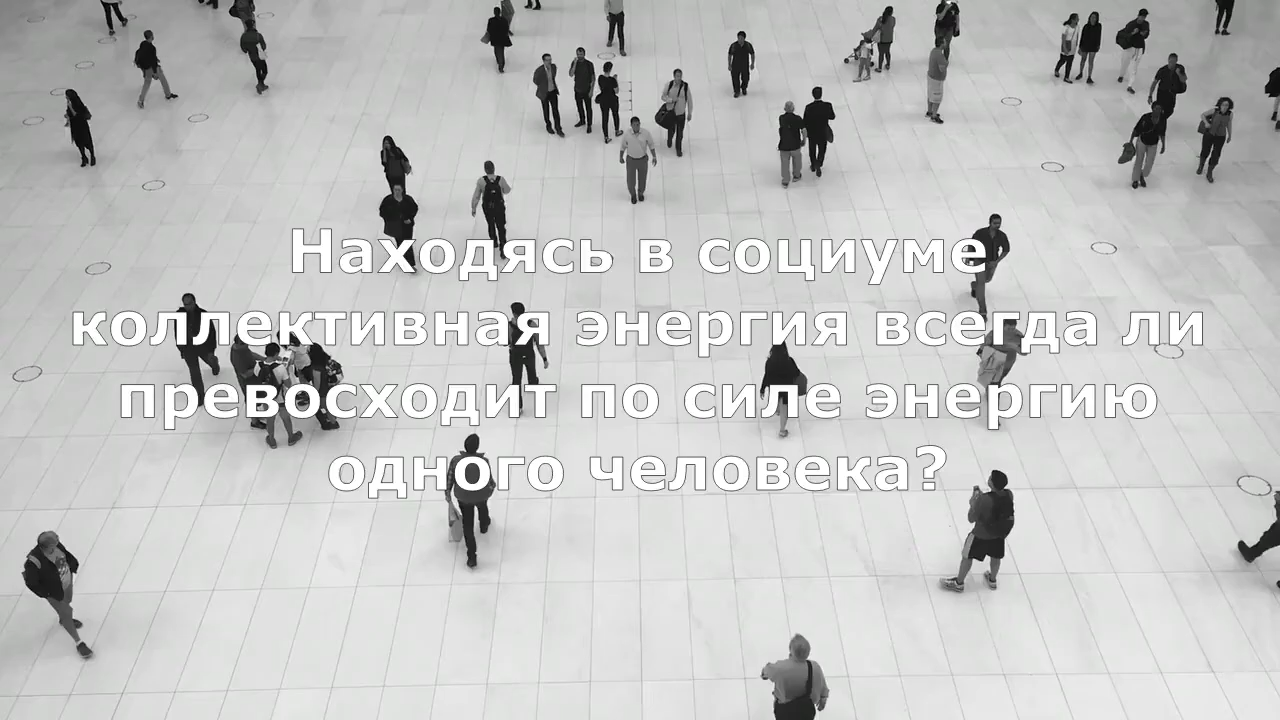 Находясь в социуме
коллективная энергия всегда ли
превосходит по силе энергию
одного человека?